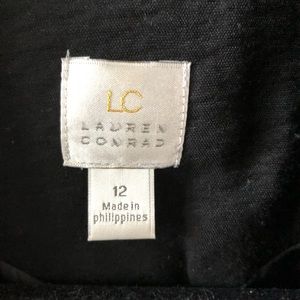 LC
LAUREN
CONRAD
12
Made in
philippines